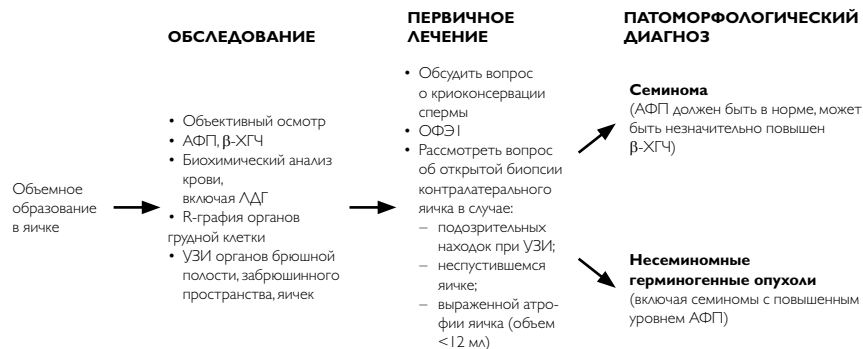 ОБСЛЕДОВАНИЕ
ПЕРВИЧНОЕ
ЛЕЧЕНИЕ
ПАТОМОРФОЛОГИЧЕСКИЙ
ДИАГНОЗ
Объемное
образование
в яичке
• Объективный осмотр
• АФП, β-ХГЧ
• Биохимический анализ
крови,
включая ЛДГ
• R-графия органов
грудной клетки
• УЗИ органов брюшной
полости, забрюшинного
пространства, яичек
• Обсудить вопрос
о криоконсервации
спермы
• ОФЭ1
• Рассмотреть вопрос
об открытой биопсии
контралатерального
яичка в случае:
– подозрительных
находок при УЗИ;
– неспустившемся
яичке;
– выраженной атро-
фии яичка (объем
<12 мл)
Семинома
(АФП должен быть в норме, может
быть незначительно повышен
β-ХГЧ)
Несеминомные
герминогенные опухоли
(включая семиномы с повышенным
уровнем АФП)